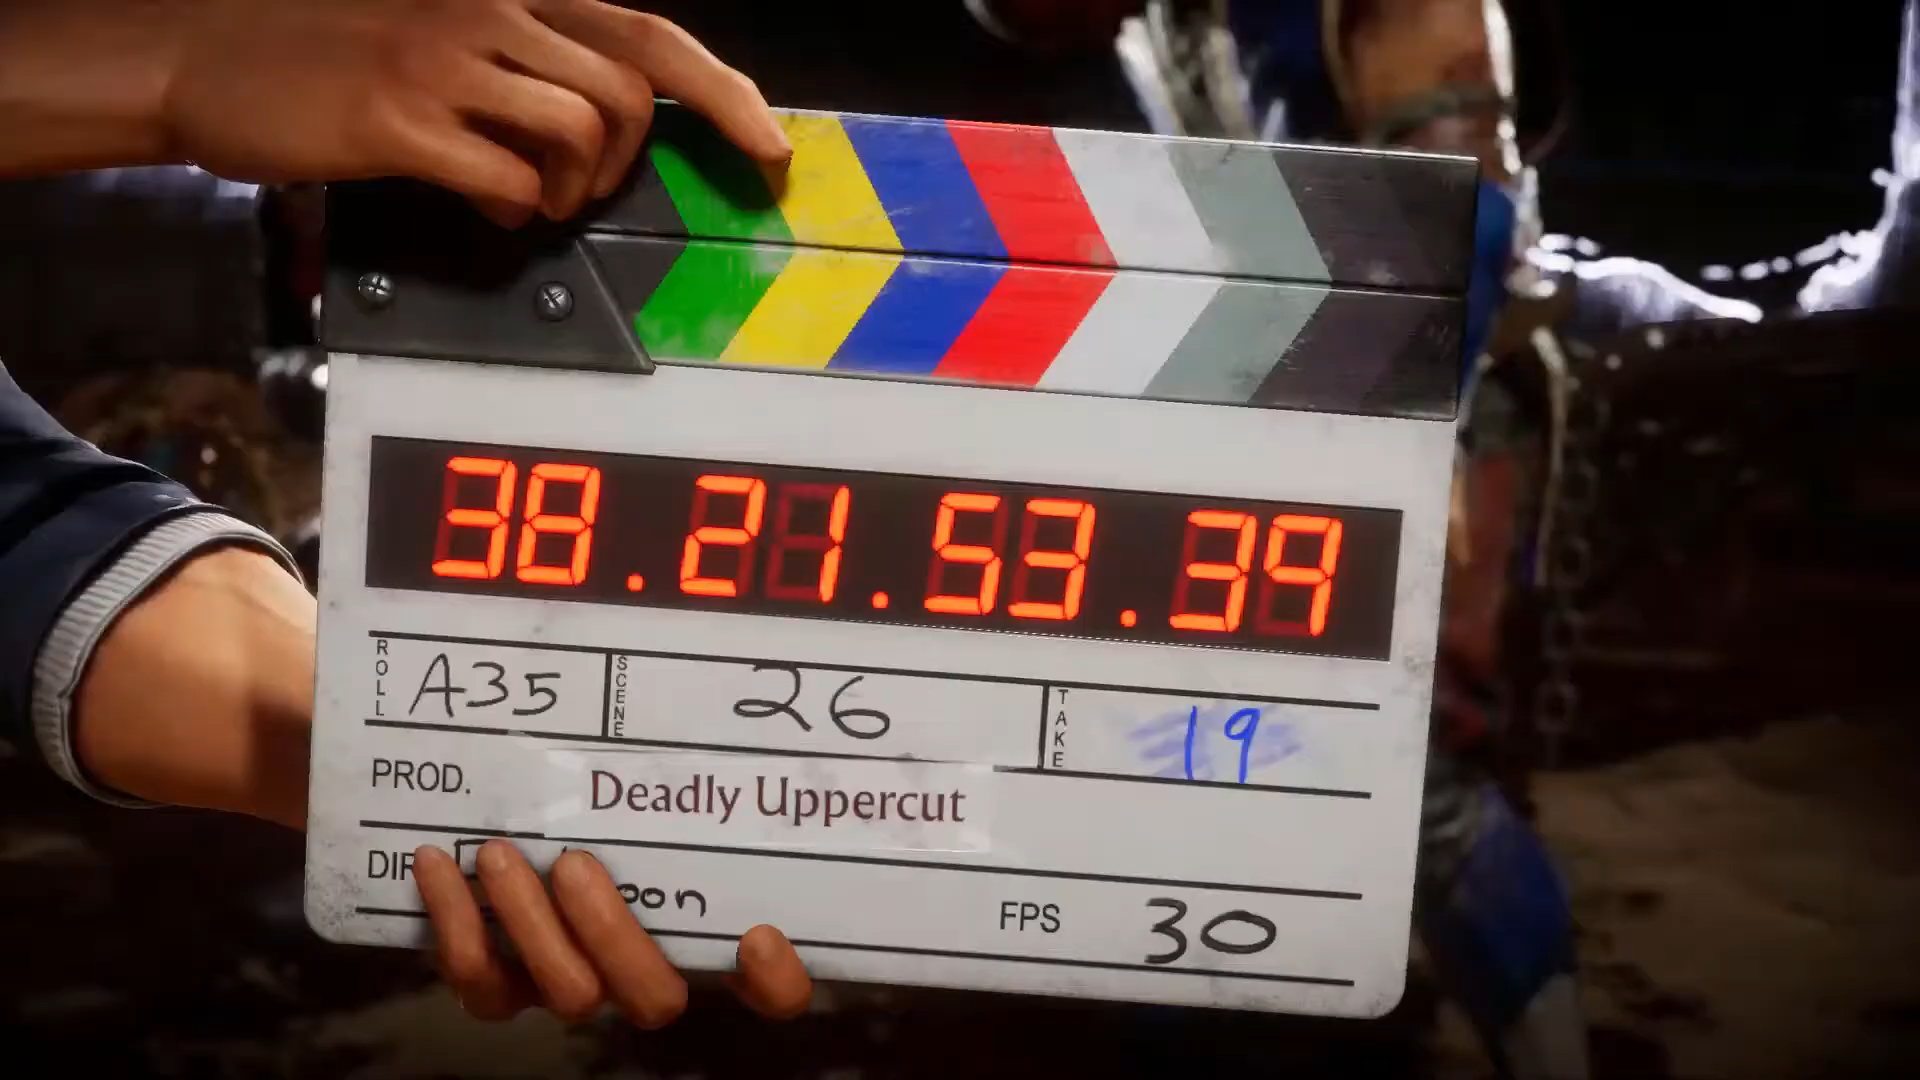 38.21.53.39
ROLL A35 SCENE 26 TAKE 19
PROD. Deadly Uppercut
FPS 30